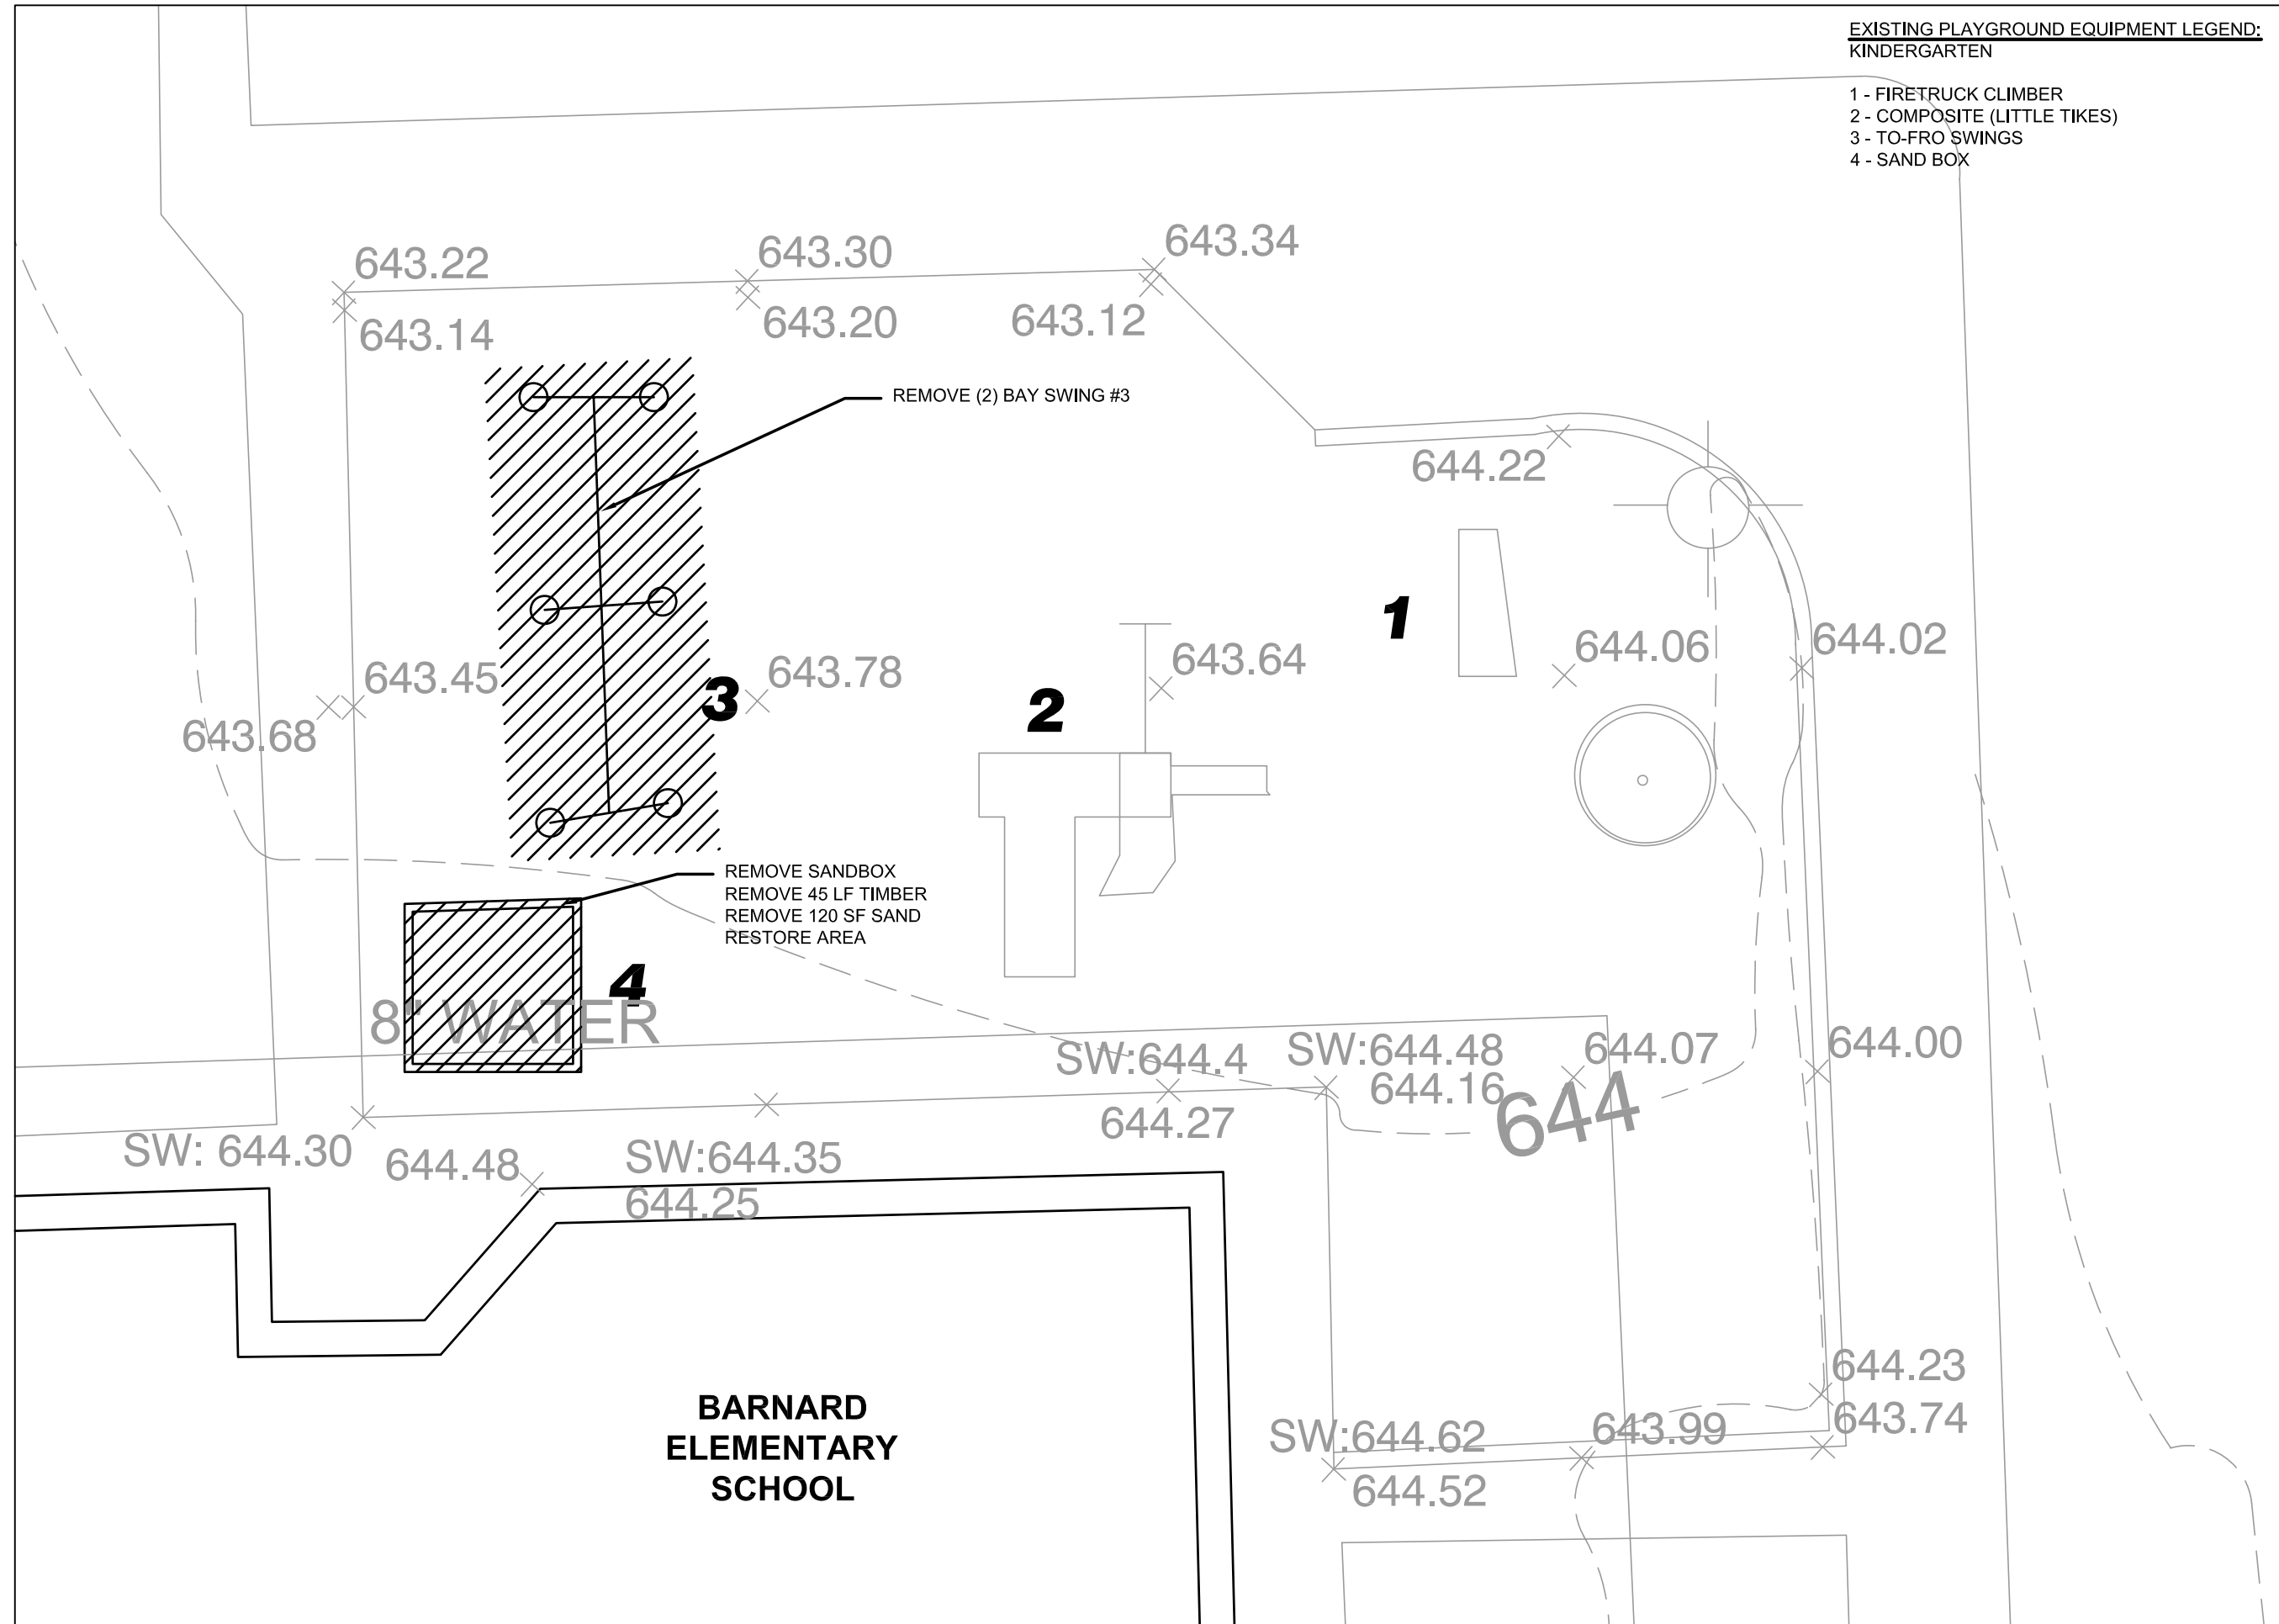 EXISTING PLAYGROUND EQUIPMENT LEGEND:
KINDERGARTEN
1 - FIRETRUCK CLIMBER
2 - COMPOSITE (LITTLE TIKES)
3 - TO-FRO SWINGS
4 - SAND BOX
643.22
643.30
643.34
643.14
643.20
643.12
REMOVE (2) BAY SWING #3
644.22
1
644.06
644.02
643.45
3
643.78
2
643.64
643.68
REMOVE SANDBOX
REMOVE 45 LF TIMBER
REMOVE 120 SF SAND
RESTORE AREA
4
8" WATER
SW:644.4
SW:644.48
644.07
644.00
644.16
644.27
644
SW: 644.30
644.48
SW:644.35
644.25
644.23
643.74
SW:644.62
643.99
644.52
BARNARD
ELEMENTARY
SCHOOL